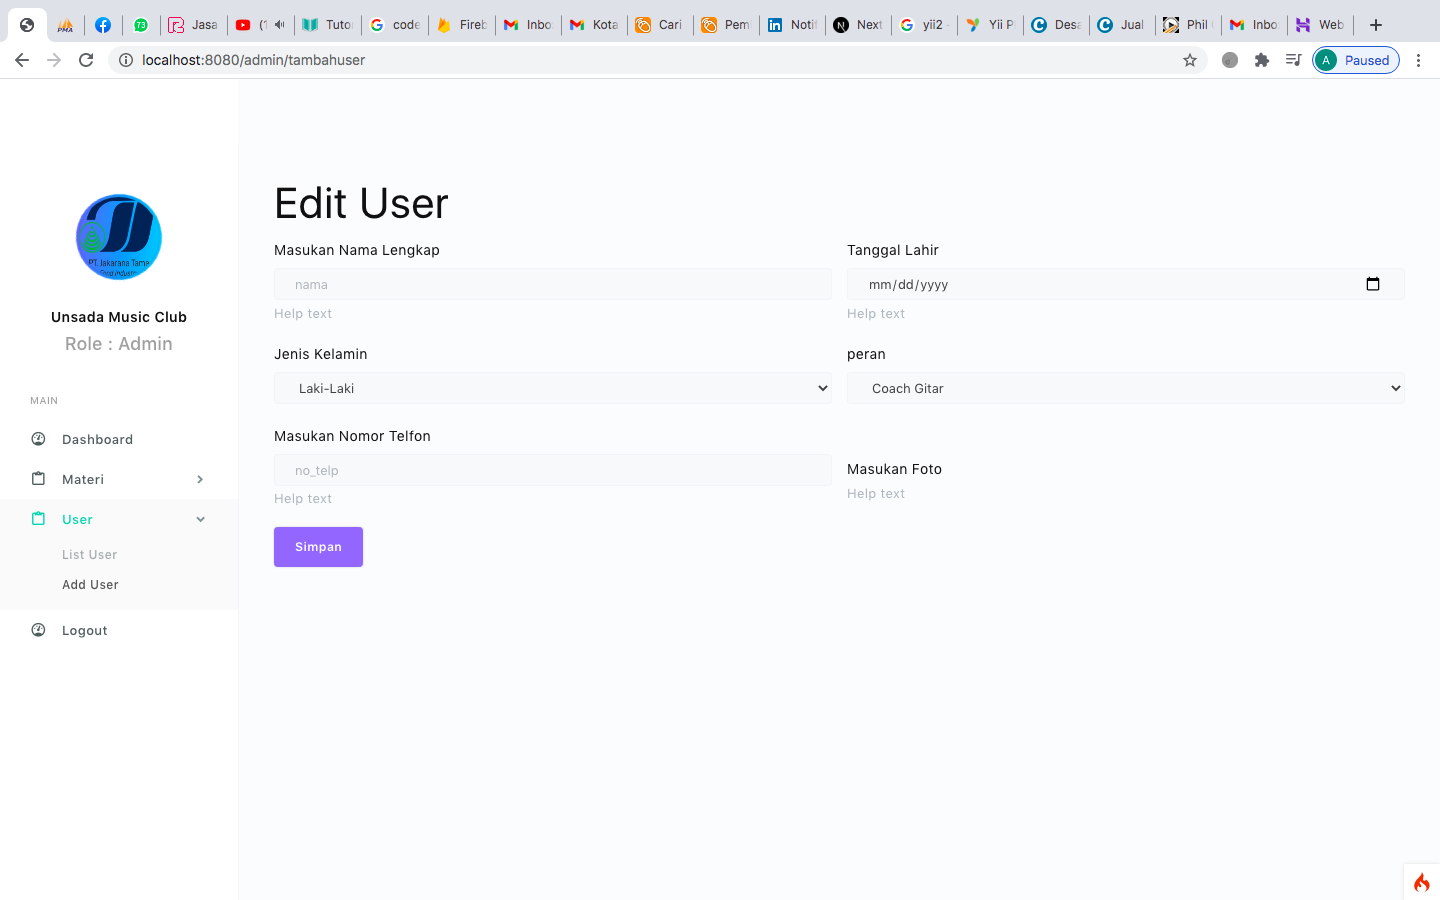 PMA
73
Jasa
(1
Tuto
code
Fireb
Inbo
Kota
Cari
Pem
Notif
Next
yii2 -
Yii P
Desa
Jual
Phil
Inbo
Web
localhost:8080/admin/tambahuser
A Paused
PT. Jakarana Tama
Food Industr
Unsada Music Club
Role : Admin
MAIN
Dashboard
Materi
User
List User
Add User
Logout
Edit User
Masukan Nama Lengkap
nama
Help text
Tanggal Lahir
mm/dd/yyyy
Help text
Jenis Kelamin
Laki-Laki
peran
Coach Gitar
Masukan Nomor Telfon
no_telp
Help text
Masukan Foto
Help text
Simpan